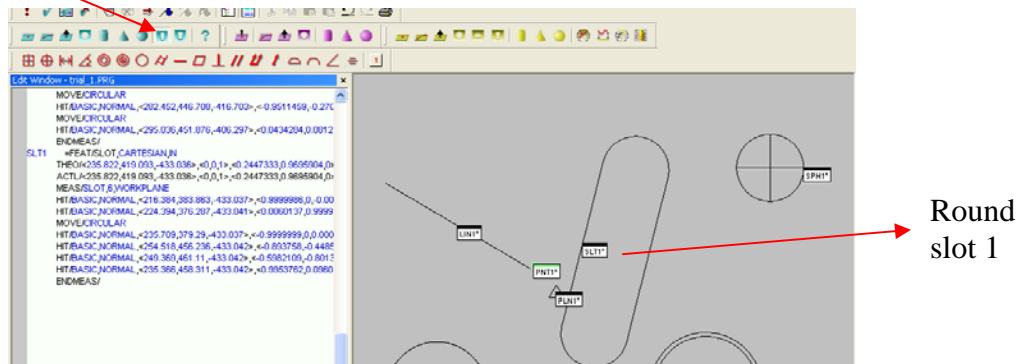 Edit Window - trial_1.PRG
MOVE/CIRCULAR
HIT/BASIC,NORMAL,<282.452,446.708,-416.703>,<-0.9511459,-0.270
MOVE/CIRCULAR
HIT/BASIC,NORMAL,<295.036,451.876,-406.297>,<0.0434284,0.0812
ENDMEAS/
SLT1 =FEAT/SLOT,CARTESIAN,IN
THEO/<235.822,419.093,-433.036>,<0,0,1>,<0.2447333,0.9695904,0>
ACTL/<235.822,419.093,-433.036>,<0,0,1>,<0.2447333,0.9695904,0>
MEAS/SLOT,6,WORKPLANE
HIT/BASIC,NORMAL,<216.384,383.863,-433.037>,<0.9999986,0,-0.00
HIT/BASIC,NORMAL,<224.394,376.287,-433.041>,<0.0060137,0.9999
MOVE/CIRCULAR
HIT/BASIC,NORMAL,<235.709,379.29,-433.037>,<-0.9999999,0,0.000
HIT/BASIC,NORMAL,<254.518,456.236,-433.042>,<-0.893758,-0.4485
HIT/BASIC,NORMAL,<249.369,461.11,-433.042>,<-0.5982109,-0.8013
HIT/BASIC,NORMAL,<235.386,458.311,-433.042>,<0.9953762,0.0960
ENDMEAS/
LIN1*
SLT1*
SPH1*
PNT1*
PLN1*
Round
slot 1